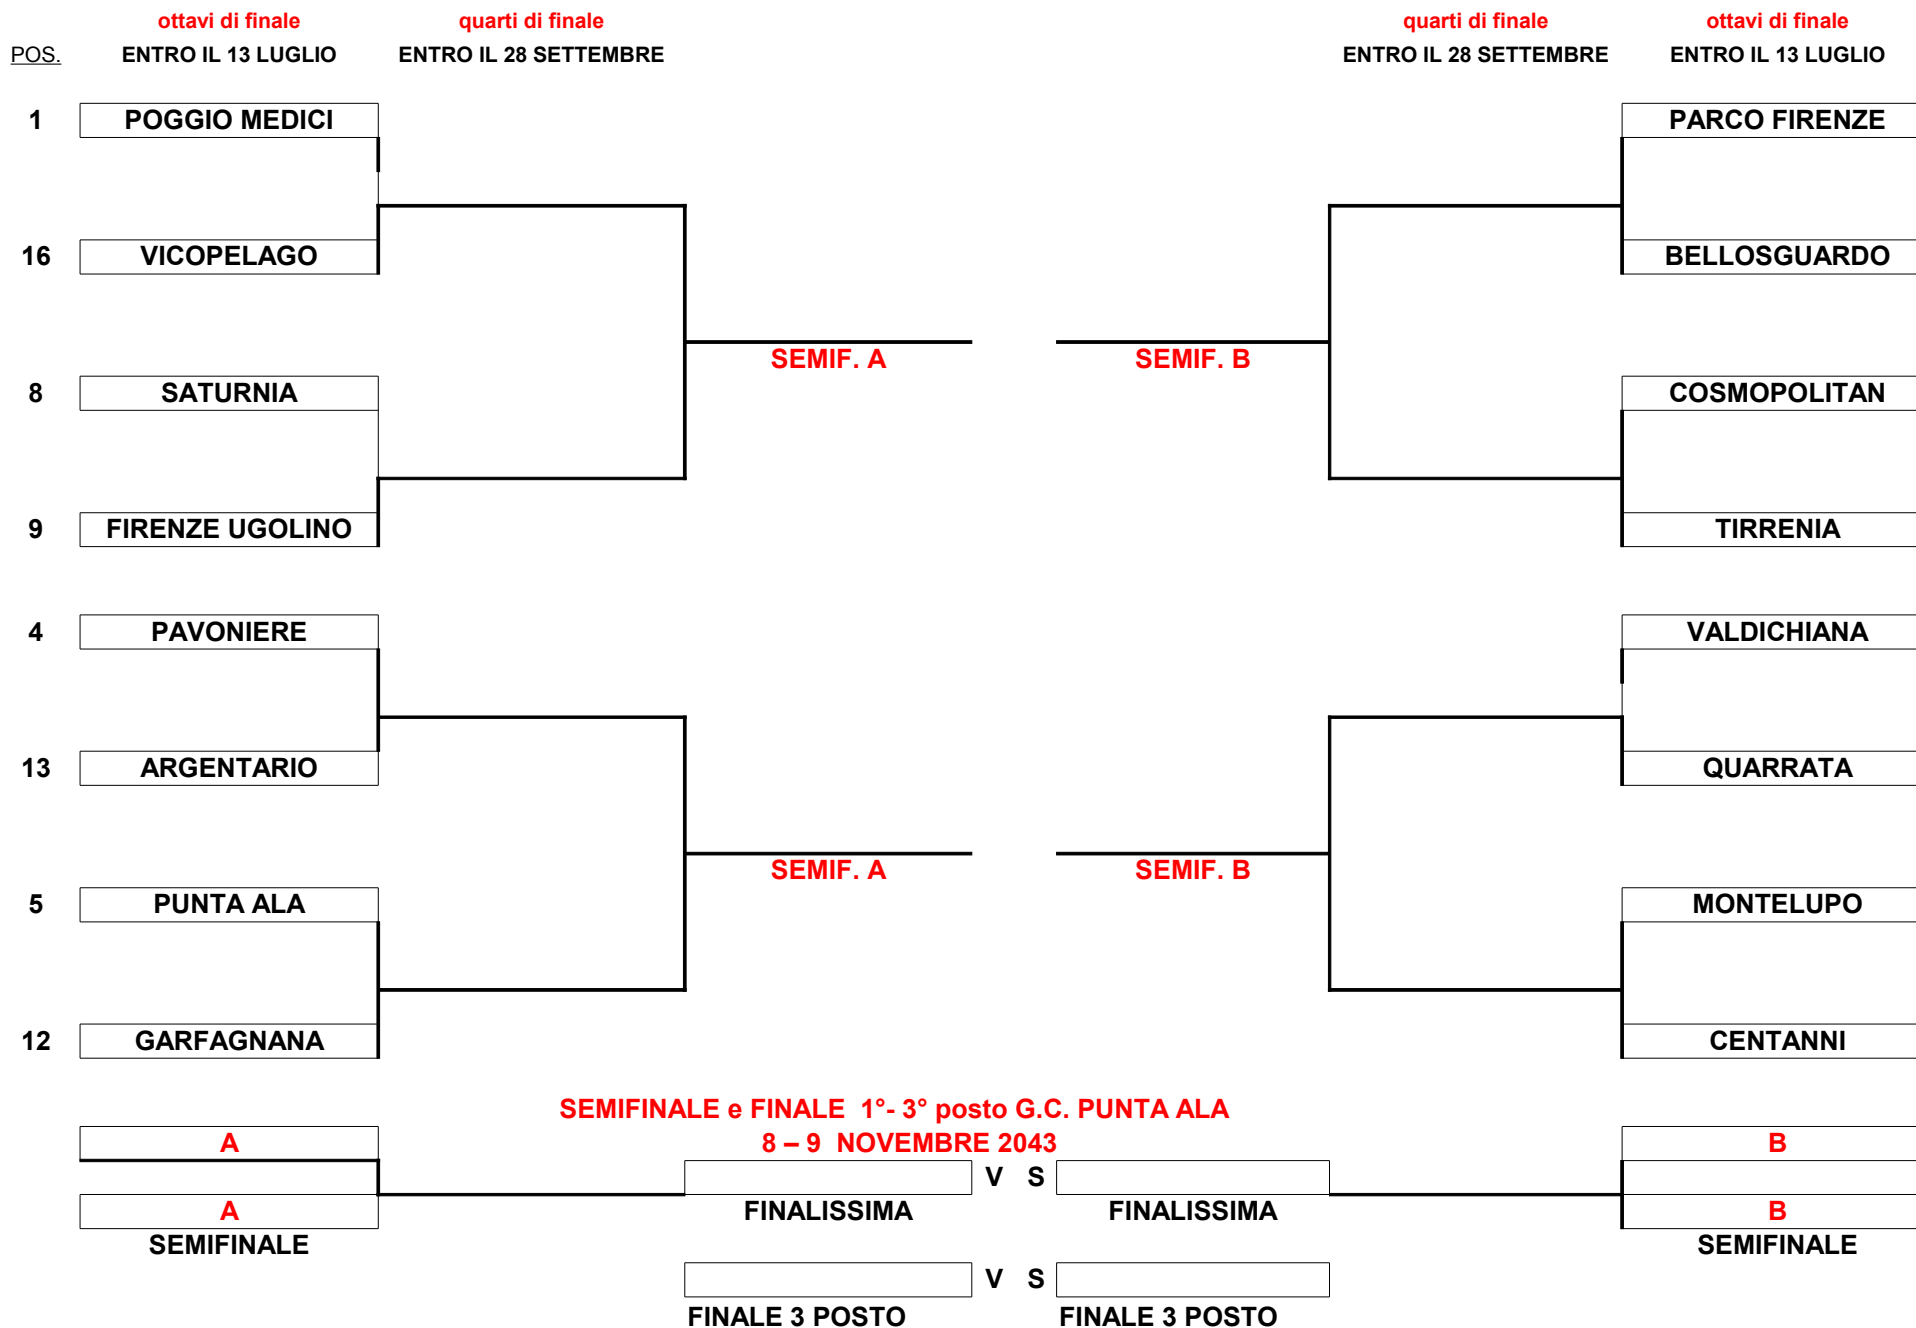 ottavi di finale quarti di finale quarti di finale ottavi di finale
POS. ENTRO IL 13 LUGLIO ENTRO IL 28 SETTEMBRE ENTRO IL 28 SETTEMBRE ENTRO IL 13 LUGLIO
1 POGGIO MEDICI PARCO FIRENZE
16 VICOPELAGO BELLOSGUARDO
SEMIF. A SEMIF. B
8 SATURNIA COSMOPOLITAN
9 FIRENZE UGOLINO TIRRENIA
4 PAVONIERE VALDICHIANA
13 ARGENTARIO QUARRATA
SEMIF. A SEMIF. B
5 PUNTA ALA MONTELUPO
12 GARFAGNANA CENTANNI
SEMIFINALE e FINALE 1°- 3° posto G.C. PUNTA ALA
A 8 – 9 NOVEMBRE 2043 B
V S
A FINALISSIMA FINALISSIMA B
SEMIFINALE SEMIFINALE
V S
FINALE 3 POSTO FINALE 3 POSTO